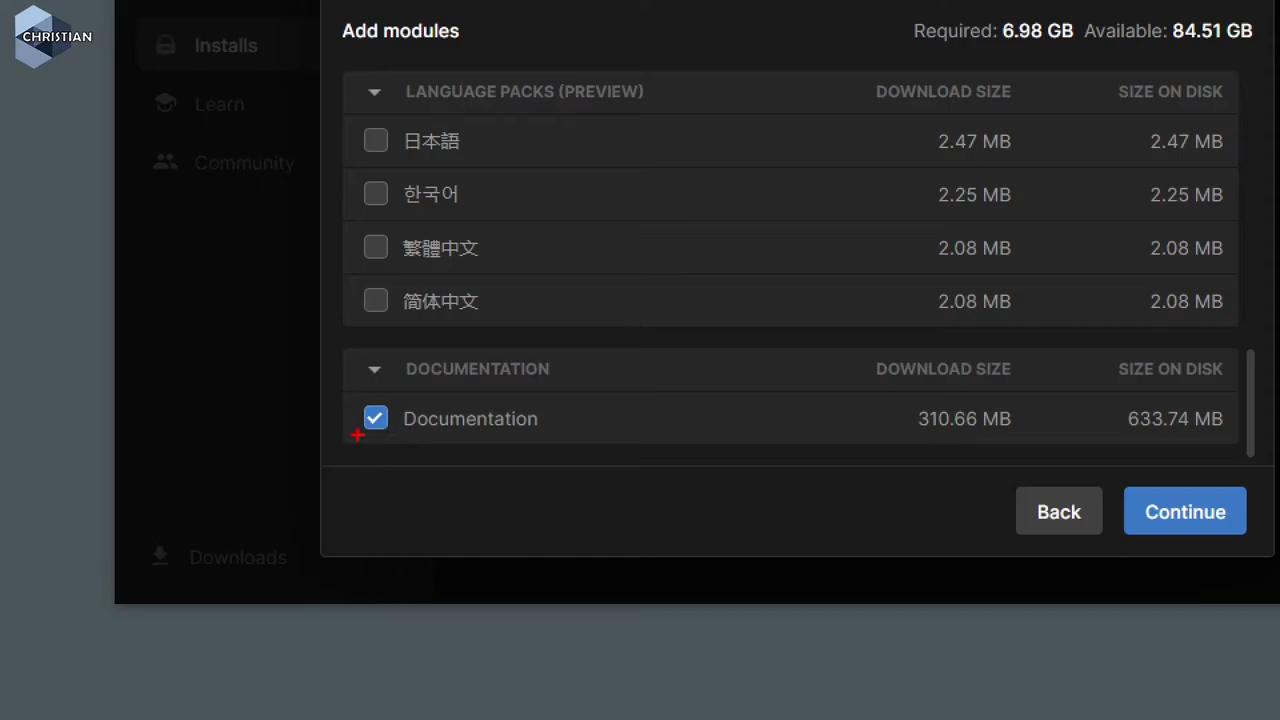 CHRISTIAN
Installs
Learn
Community
Downloads
Add modules
Required: 6.98 GB Available: 84.51 GB
LANGUAGE PACKS (PREVIEW) DOWNLOAD SIZE SIZE ON DISK
日本語 2.47 MB 2.47 MB
한국어 2.25 MB 2.25 MB
繁體中文 2.08 MB 2.08 MB
简体中文 2.08 MB 2.08 MB
DOCUMENTATION DOWNLOAD SIZE SIZE ON DISK
Documentation 310.66 MB 633.74 MB
Back Continue